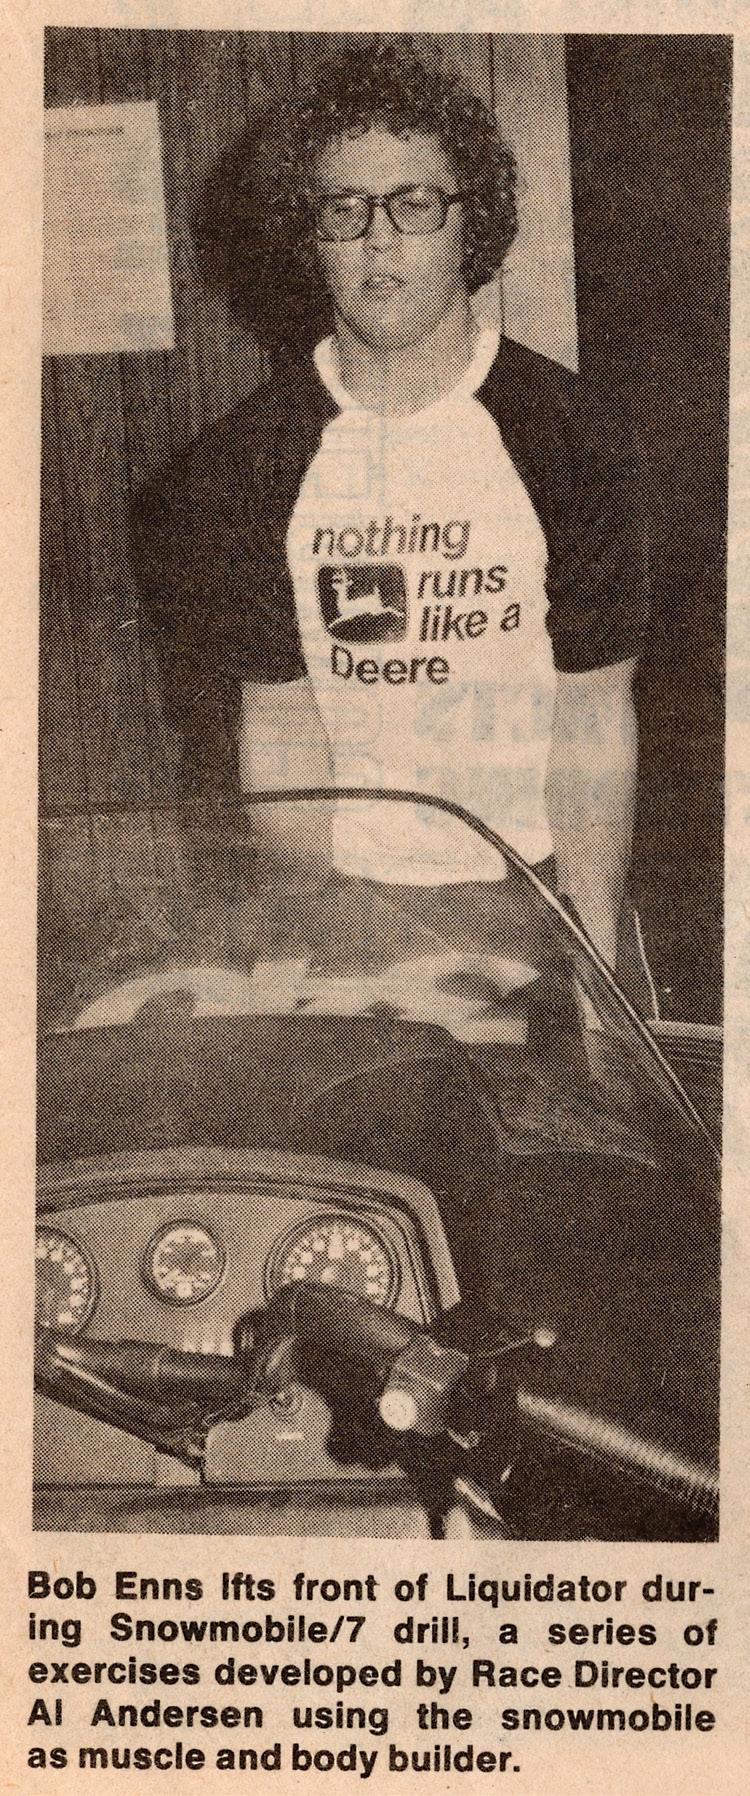 nothing
runs
like a
Deere
Bob Enns lfts front of Liquidator dur-
ing Snowmobile/7 drill, a series of
exercises developed by Race Director
Al Andersen using the snowmobile
as muscle and body builder.